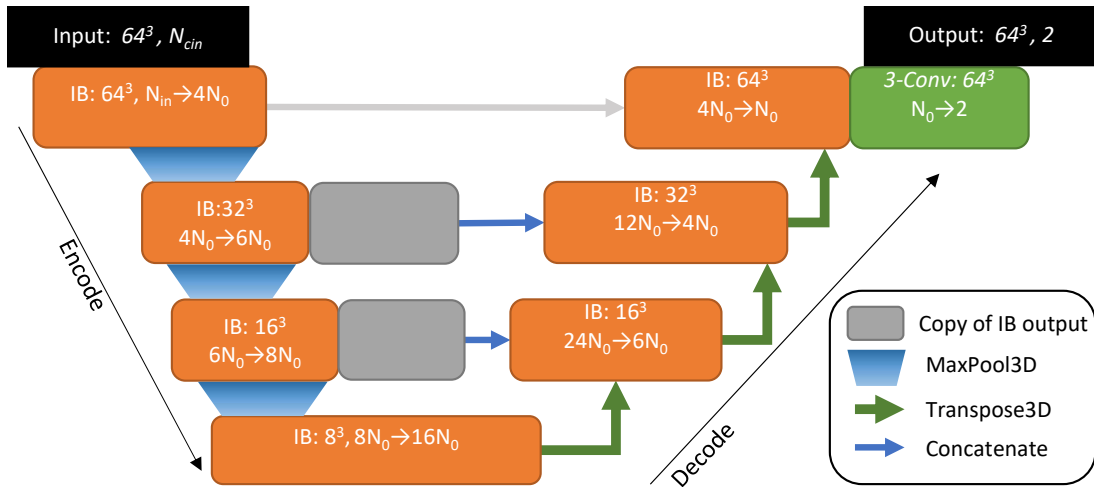 Input: 64³, N_cin
Output: 64³, 2
IB: 64³, N_in→4N₀
IB: 64³
4N₀→N₀
3-Conv: 64³
N₀→2
IB:32³
4N₀→6N₀
IB: 32³
12N₀→4N₀
IB: 16³
6N₀→8N₀
IB: 16³
24N₀→6N₀
IB: 8³, 8N₀→16N₀
Encode
Decode
Copy of IB output
MaxPool3D
Transpose3D
Concatenate